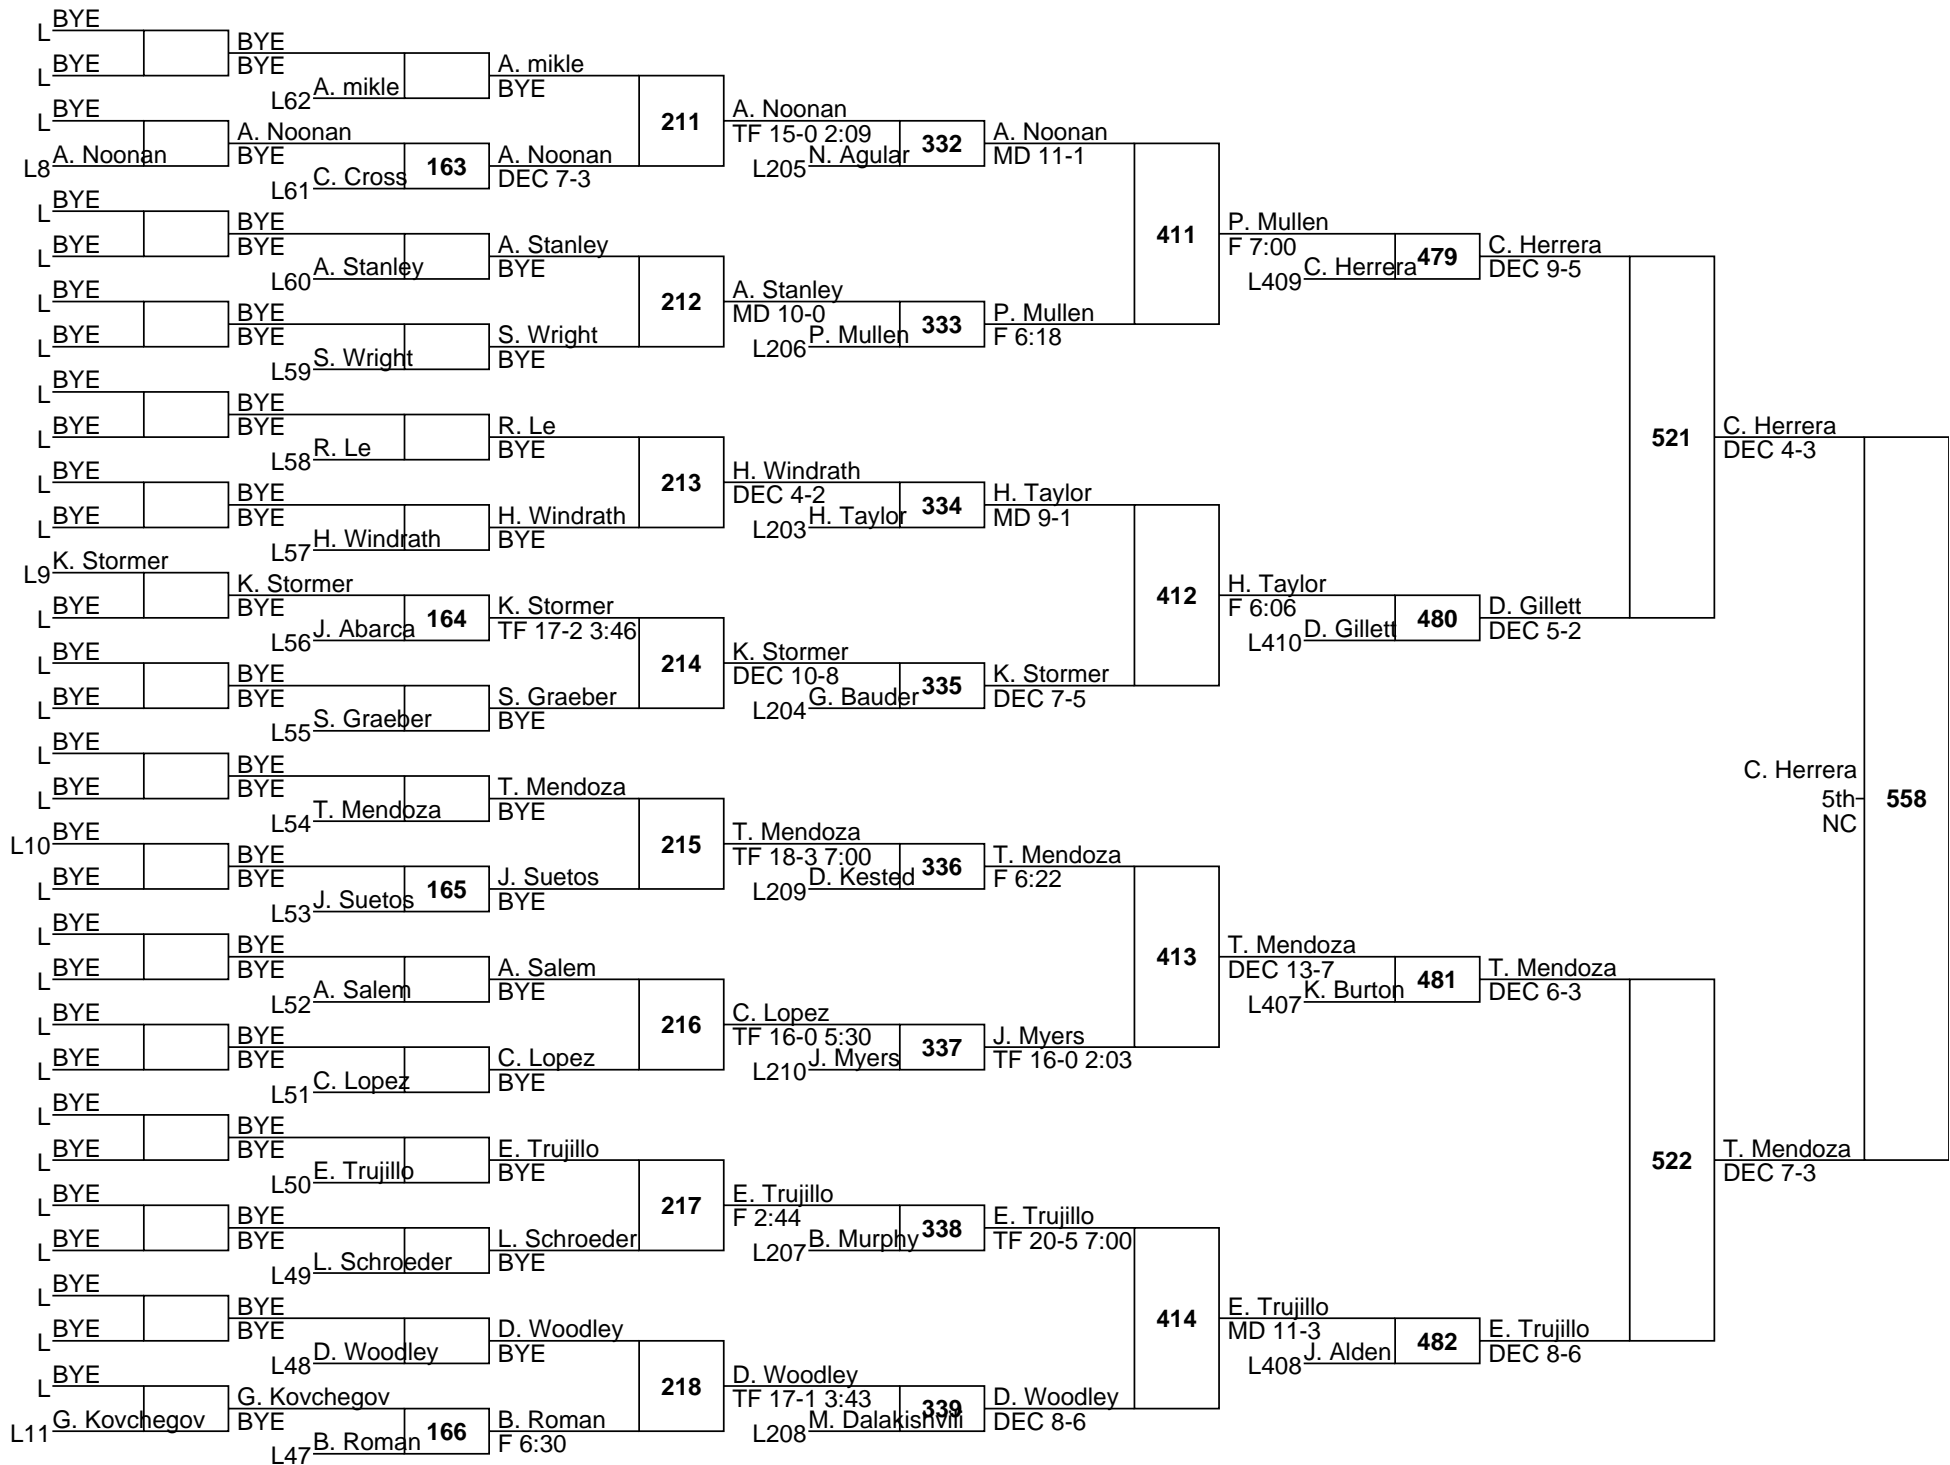 BYE
L
BYE
BYE
BYE
L
A. mikle
L62
A. mikle
BYE
211
BYE
L
A. Noonan
L8
A. Noonan
BYE
C. Cross
L61
163
A. Noonan
DEC 7-3
A. Noonan
TF 15-0 2:09
N. Agular
L205
332
A. Noonan
MD 11-1
BYE
L
BYE
L
BYE
BYE
A. Stanley
L60
A. Stanley
BYE
212
BYE
L
BYE
L
BYE
BYE
S. Wright
L59
S. Wright
BYE
A. Stanley
MD 10-0
P. Mullen
L206
333
P. Mullen
F 6:18
411
P. Mullen
F 7:00
C. Herrera
L409
479
C. Herrera
DEC 9-5
BYE
L
BYE
L
BYE
BYE
R. Le
L58
R. Le
BYE
213
BYE
L
BYE
L
BYE
BYE
H. Windrath
L57
H. Windrath
BYE
H. Windrath
DEC 4-2
H. Taylor
L203
334
H. Taylor
MD 9-1
K. Stormer
L9
BYE
L
K. Stormer
BYE
J. Abarca
L56
164
K. Stormer
TF 17-2 3:46
214
BYE
L
BYE
L
BYE
BYE
S. Graeber
L55
S. Graeber
BYE
K. Stormer
DEC 10-8
G. Bauder
L204
335
K. Stormer
DEC 7-5
412
H. Taylor
F 6:06
D. Gillett
L410
480
D. Gillett
DEC 5-2
521
C. Herrera
DEC 4-3
BYE
L
BYE
L
BYE
BYE
T. Mendoza
L54
T. Mendoza
BYE
215
BYE
L10
BYE
L
BYE
BYE
J. Suetos
L53
165
J. Suetos
BYE
T. Mendoza
TF 18-3 7:00
D. Kested
L209
336
T. Mendoza
F 6:22
C. Herrera
5th
NC
558
BYE
L
BYE
L
BYE
BYE
A. Salem
L52
A. Salem
BYE
216
BYE
L
BYE
L
BYE
BYE
C. Lopez
L51
C. Lopez
BYE
C. Lopez
TF 16-0 5:30
J. Myers
L210
337
J. Myers
TF 16-0 2:03
413
T. Mendoza
DEC 13-7
K. Burton
L407
481
T. Mendoza
DEC 6-3
BYE
L
BYE
L
BYE
BYE
E. Trujillo
L50
E. Trujillo
BYE
217
BYE
L
BYE
L
BYE
BYE
L. Schroeder
L49
L. Schroeder
BYE
E. Trujillo
F 2:44
B. Murphy
L207
338
E. Trujillo
TF 20-5 7:00
BYE
L
BYE
L
BYE
BYE
D. Woodley
L48
D. Woodley
BYE
218
BYE
L
G. Kovchegov
L11
G. Kovchegov
BYE
B. Roman
L47
166
B. Roman
F 6:30
D. Woodley
TF 17-1 3:43
M. Dalakishvili
L208
339
D. Woodley
DEC 8-6
414
E. Trujillo
MD 11-3
J. Alden
L408
482
E. Trujillo
DEC 8-6
522
T. Mendoza
DEC 7-3